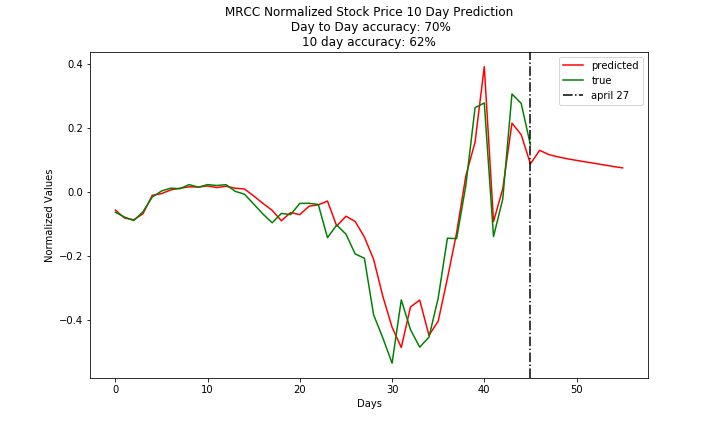 MRCC Normalized Stock Price 10 Day Prediction
Day to Day accuracy: 70%
10 day accuracy: 62%
predicted
true
april 27
Normalized Values
0.4
0.2
0.0
−0.2
−0.4
0
10
20
30
40
50
Days